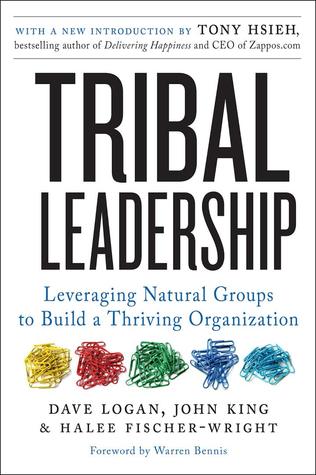 WITH A NEW INTRODUCTION BY TONY HSIEH,
bestselling author of Delivering Happiness and CEO of Zappos.com
TRIBAL
LEADERSHIP
Leveraging Natural Groups
to Build a Thriving Organization
DAVE LOGAN, JOHN KING
& HALEE FISCHER-WRIGHT
Foreword by Warren Bennis